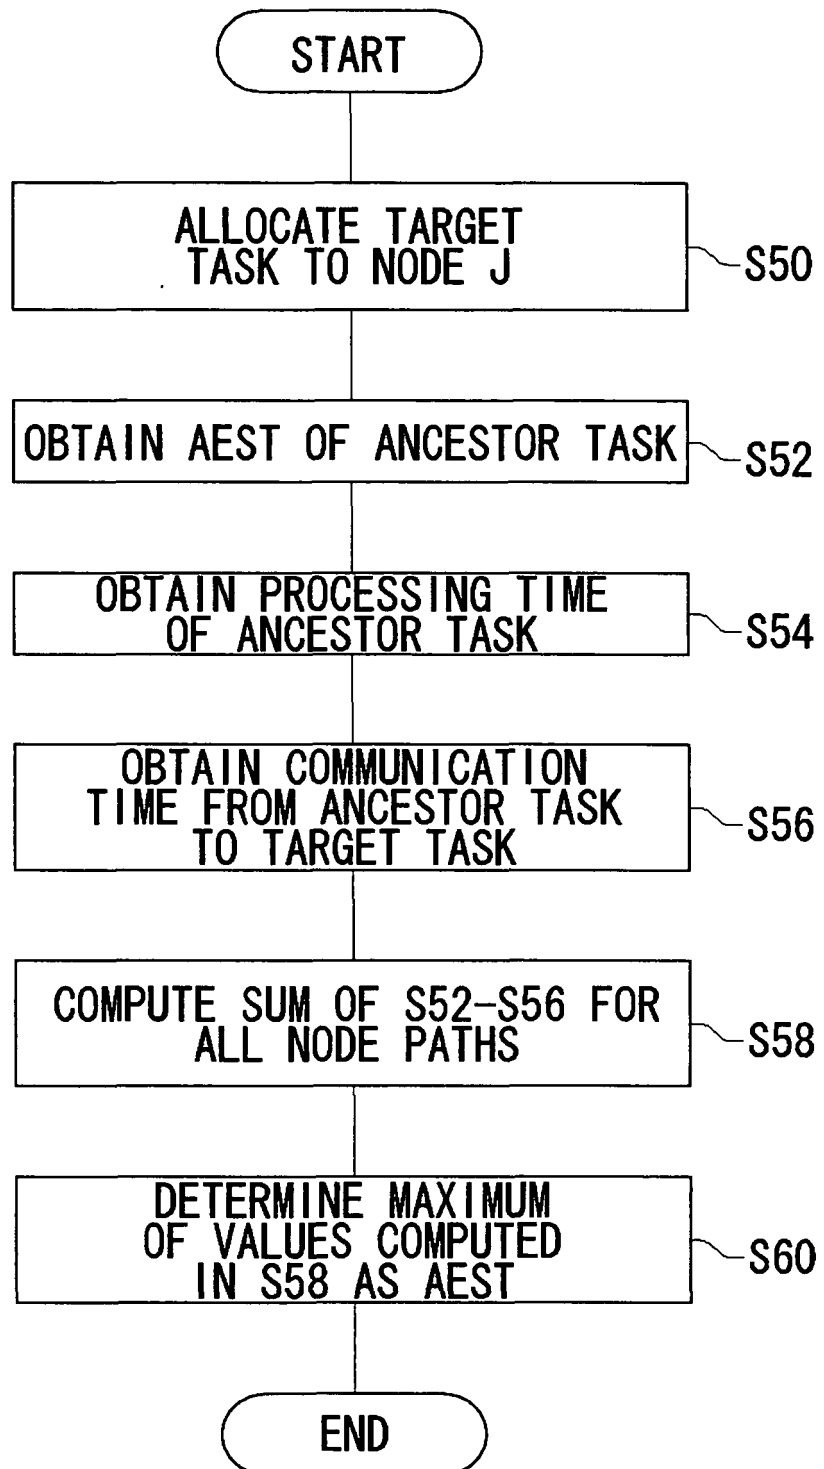 START
ALLOCATE TARGET
TASK TO NODE J
S50
OBTAIN AEST OF ANCESTOR TASK
S52
OBTAIN PROCESSING TIME
OF ANCESTOR TASK
S54
OBTAIN COMMUNICATION
TIME FROM ANCESTOR TASK
TO TARGET TASK
S56
COMPUTE SUM OF S52-S56 FOR
ALL NODE PATHS
S58
DETERMINE MAXIMUM
OF VALUES COMPUTED
IN S58 AS AEST
S60
END